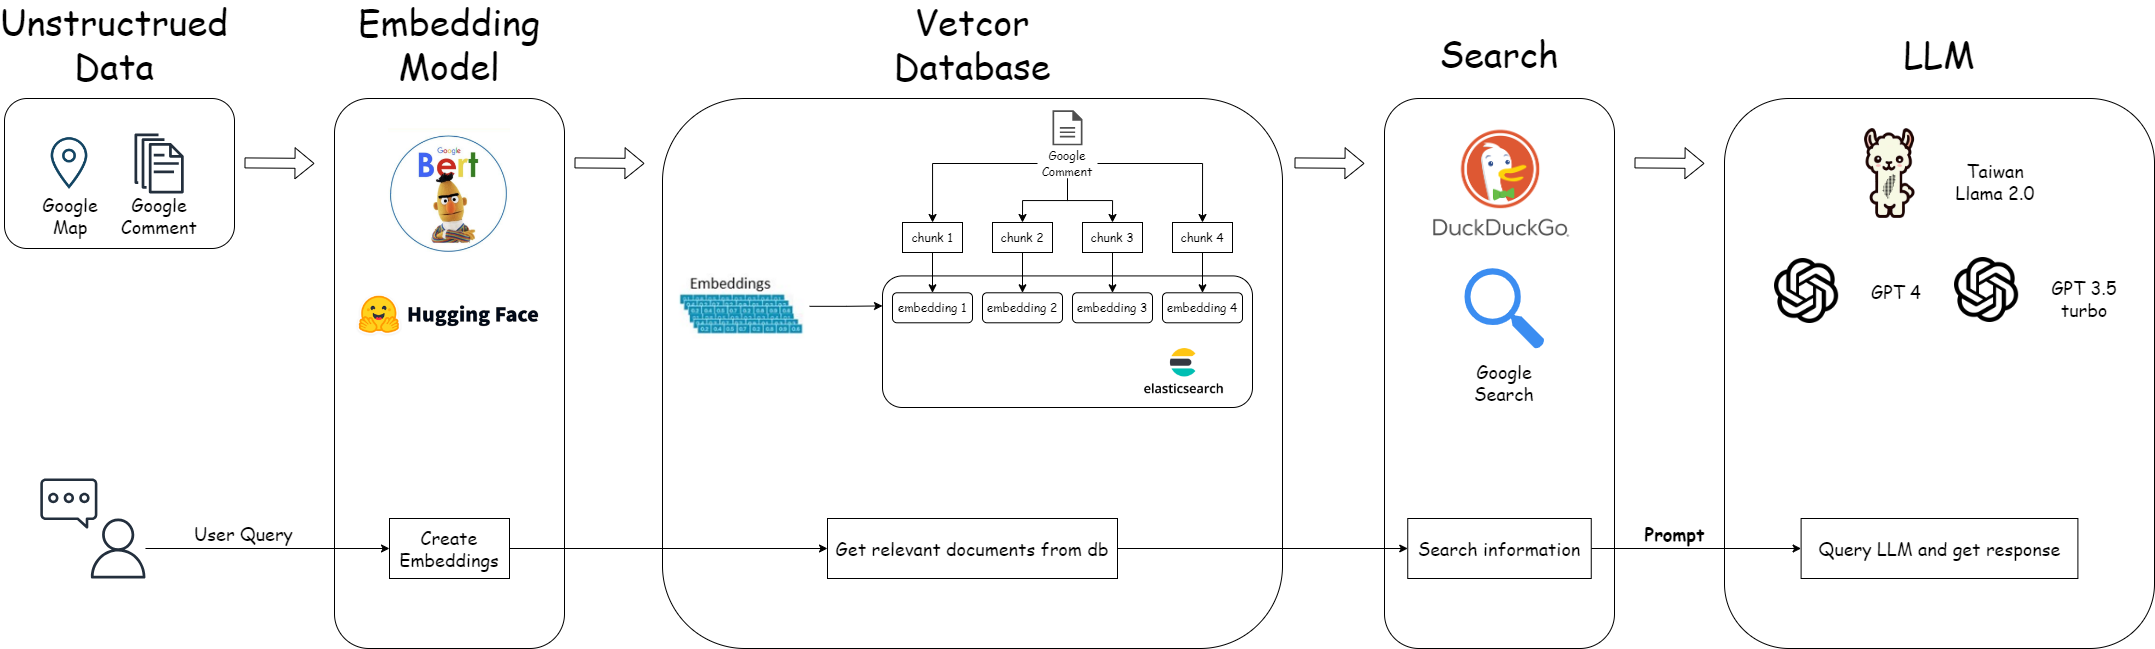 Unstructrued
Data
Embedding
Model
Vetcor
Database
Search
LLM
Google
Map
Google
Comment
Google
Bert
Hugging Face
Google
Comment
chunk 1
chunk 2
chunk 3
chunk 4
Embeddings
embedding 1
embedding 2
embedding 3
embedding 4
elasticsearch
DuckDuckGo
Google
Search
Taiwan
Llama 2.0
GPT 4
GPT 3.5
turbo
User Query
Create
Embeddings
Get relevant documents from db
Search information
Prompt
Query LLM and get response